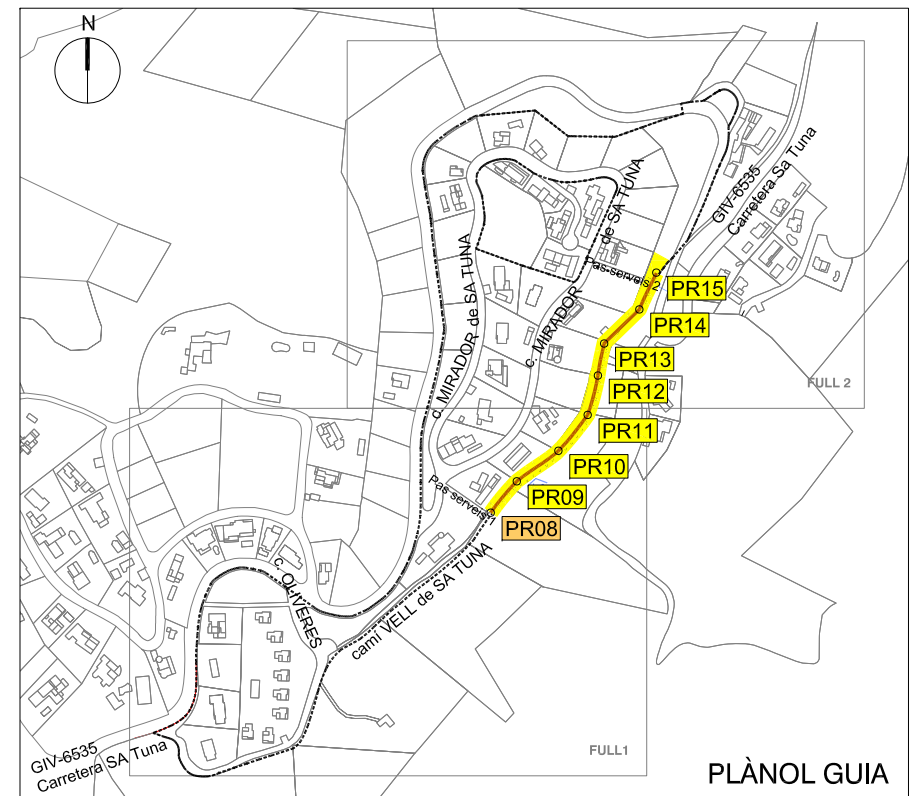 N
GIV-6535
Carretera Sa Tuna
de SA TUNA
c. MIRADOR
c. MIRADOR de SA TUNA
Pas serveis 2
PR15
PR14
PR13
FULL 2
PR12
PR11
PR10
PR09
Pas serveis 1
PR08
camí VELL de SA TUNA
c. OLIVERES
GIV-6535
Carretera SA Tuna
FULL1
PLÀNOL GUIA